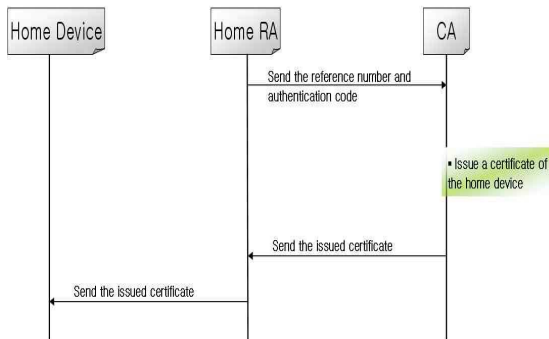 Home Device
Home RA
CA
Send the reference number and
authentication code
▪ Issue a certificate of
the home device
Send the issued certificate
Send the issued certificate